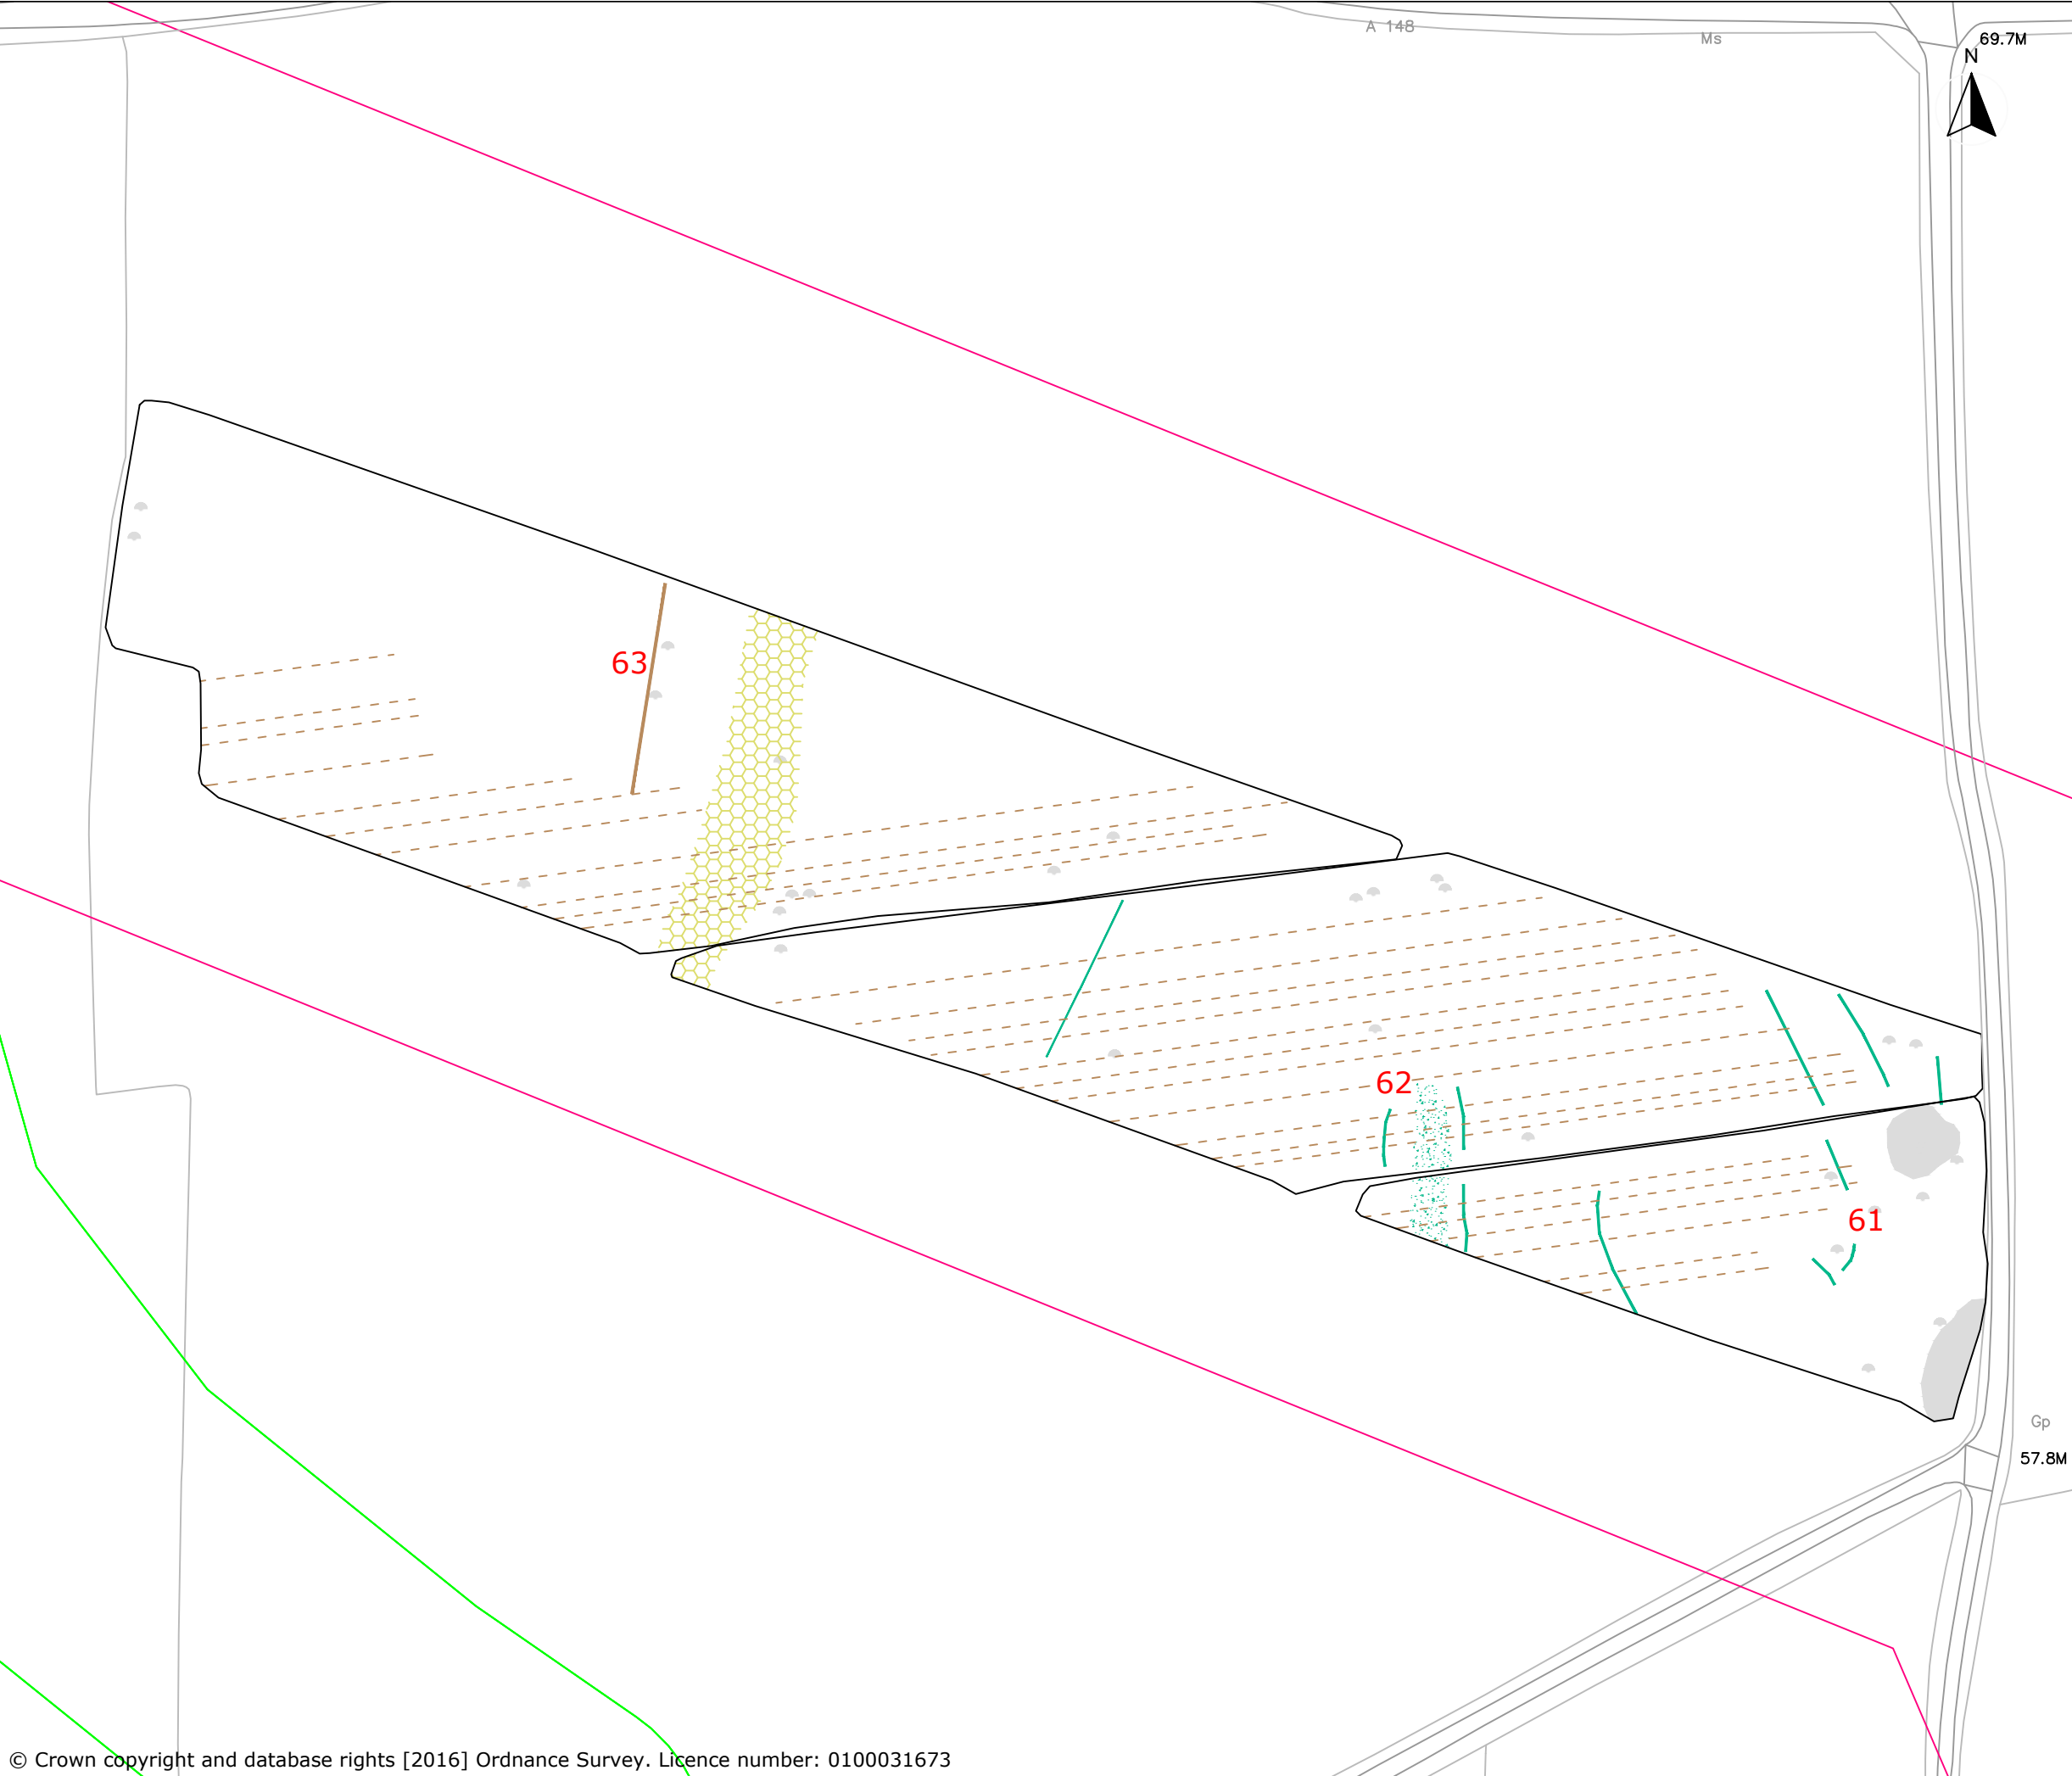 A 148
Ms
69.7M
N
63
62
61
Gp
57.8M
© Crown copyright and database rights [2016] Ordnance Survey. Licence number: 0100031673